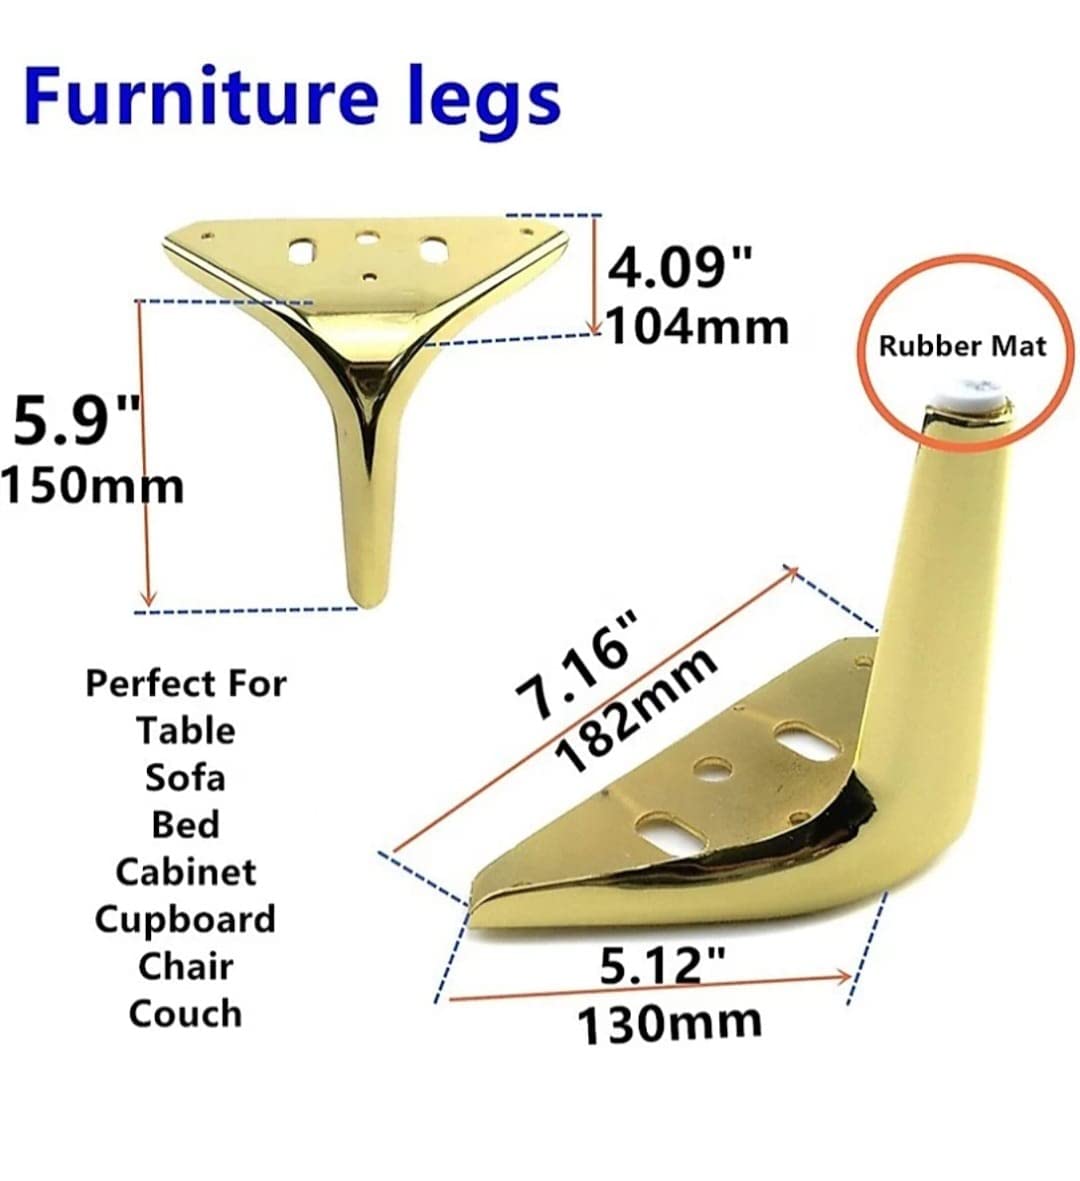 Furniture legs
4.09"
104mm
Rubber Mat
5.9"
150mm
7.16"
182mm
Perfect For
Table
Sofa
Bed
Cabinet
Cupboard
Chair
Couch
5.12"
130mm